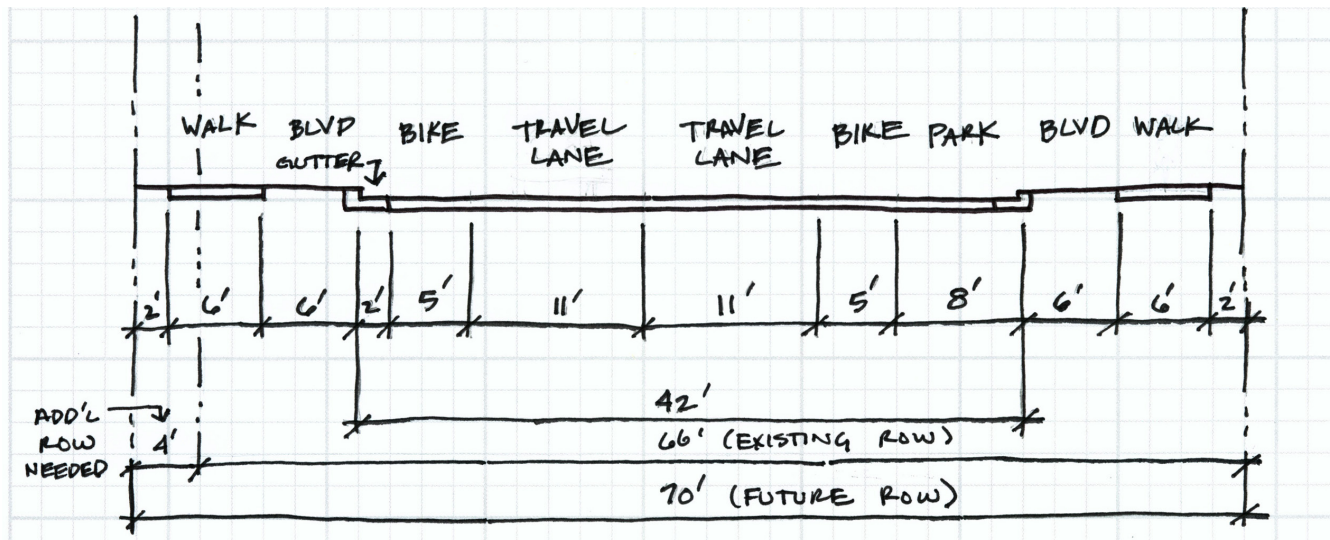 WALK BLVD BIKE TRAVEL LANE TRAVEL LANE BIKE PARK BLVD WALK
GUTTER
2' 6' 6' 2' 5' 11' 11' 5' 8' 6' 6' 2'
42'
ADD'L ROW NEEDED
4'
66' (EXISTING ROW)
70' (FUTURE ROW)